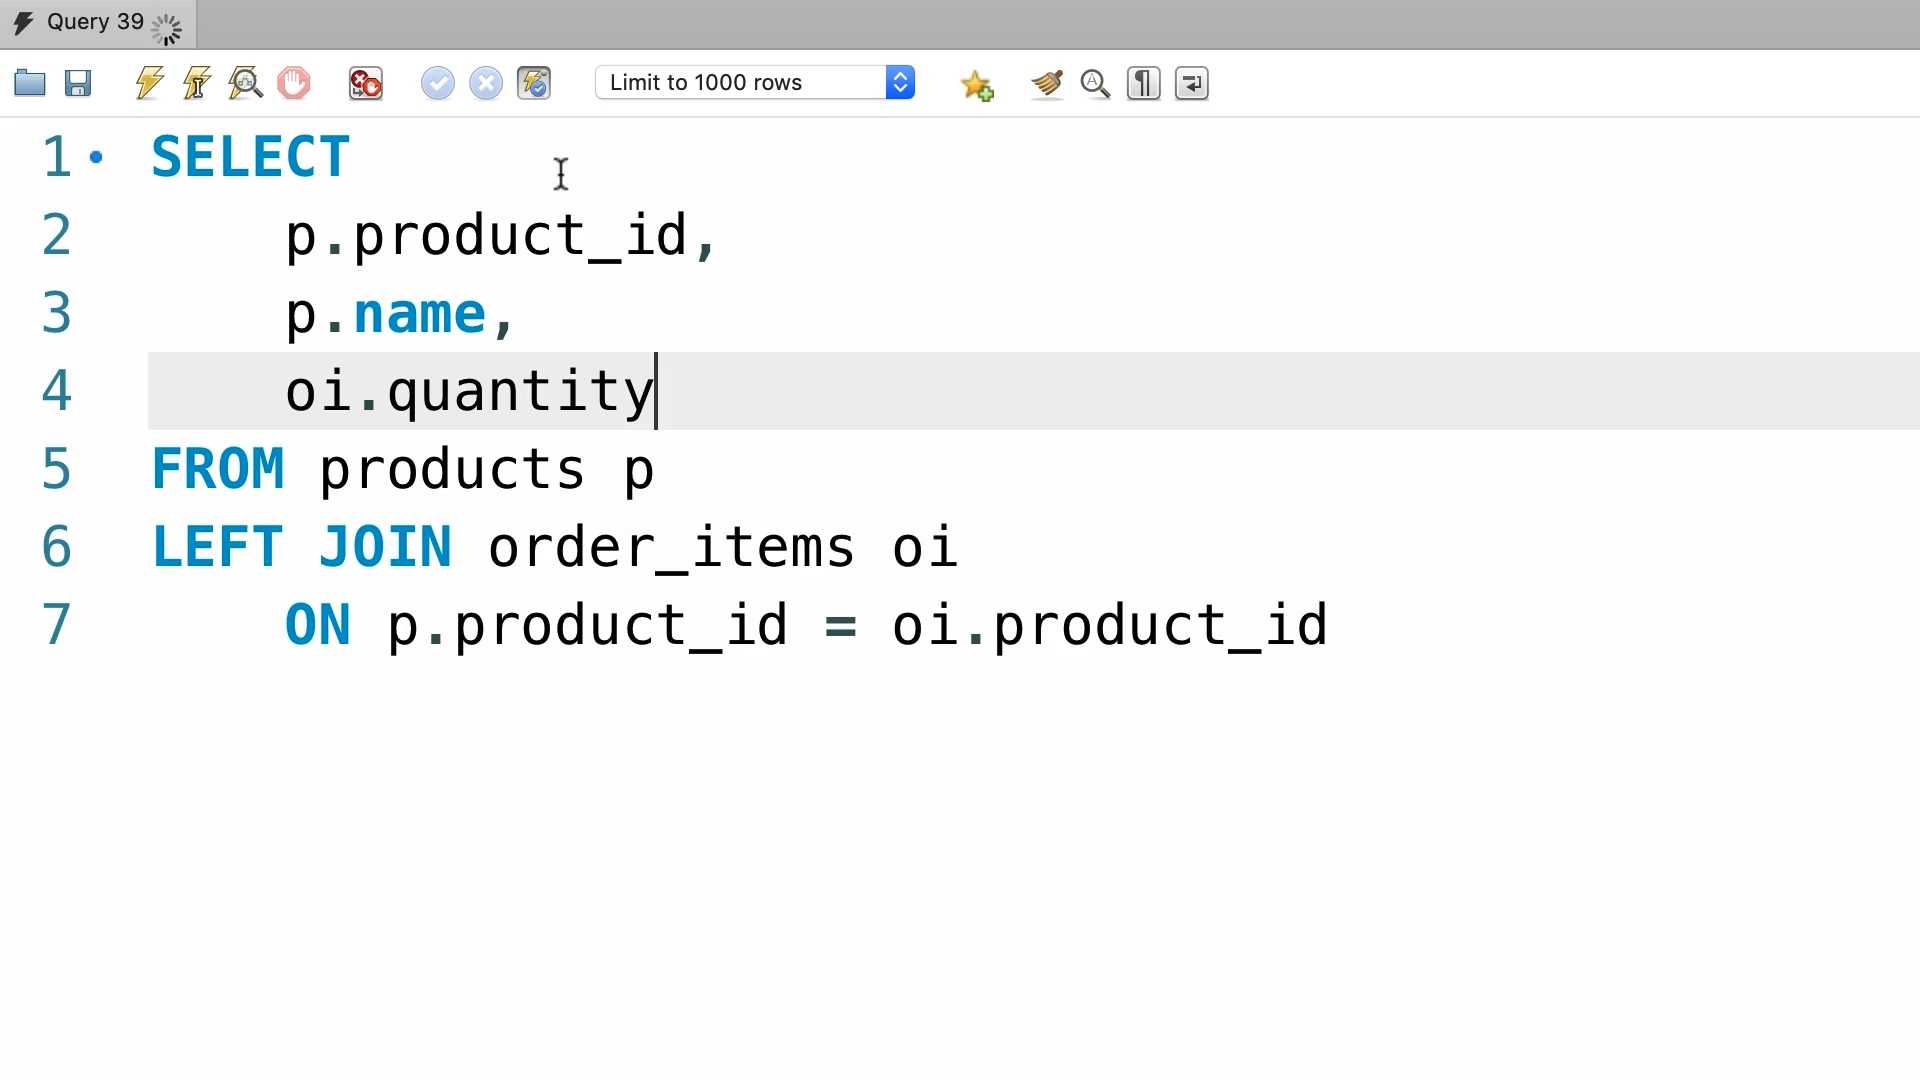 Query 39
Limit to 1000 rows
1 SELECT
2 p.product_id,
3 p.name,
4 oi.quantity
5 FROM products p
6 LEFT JOIN order_items oi
7 ON p.product_id = oi.product_id